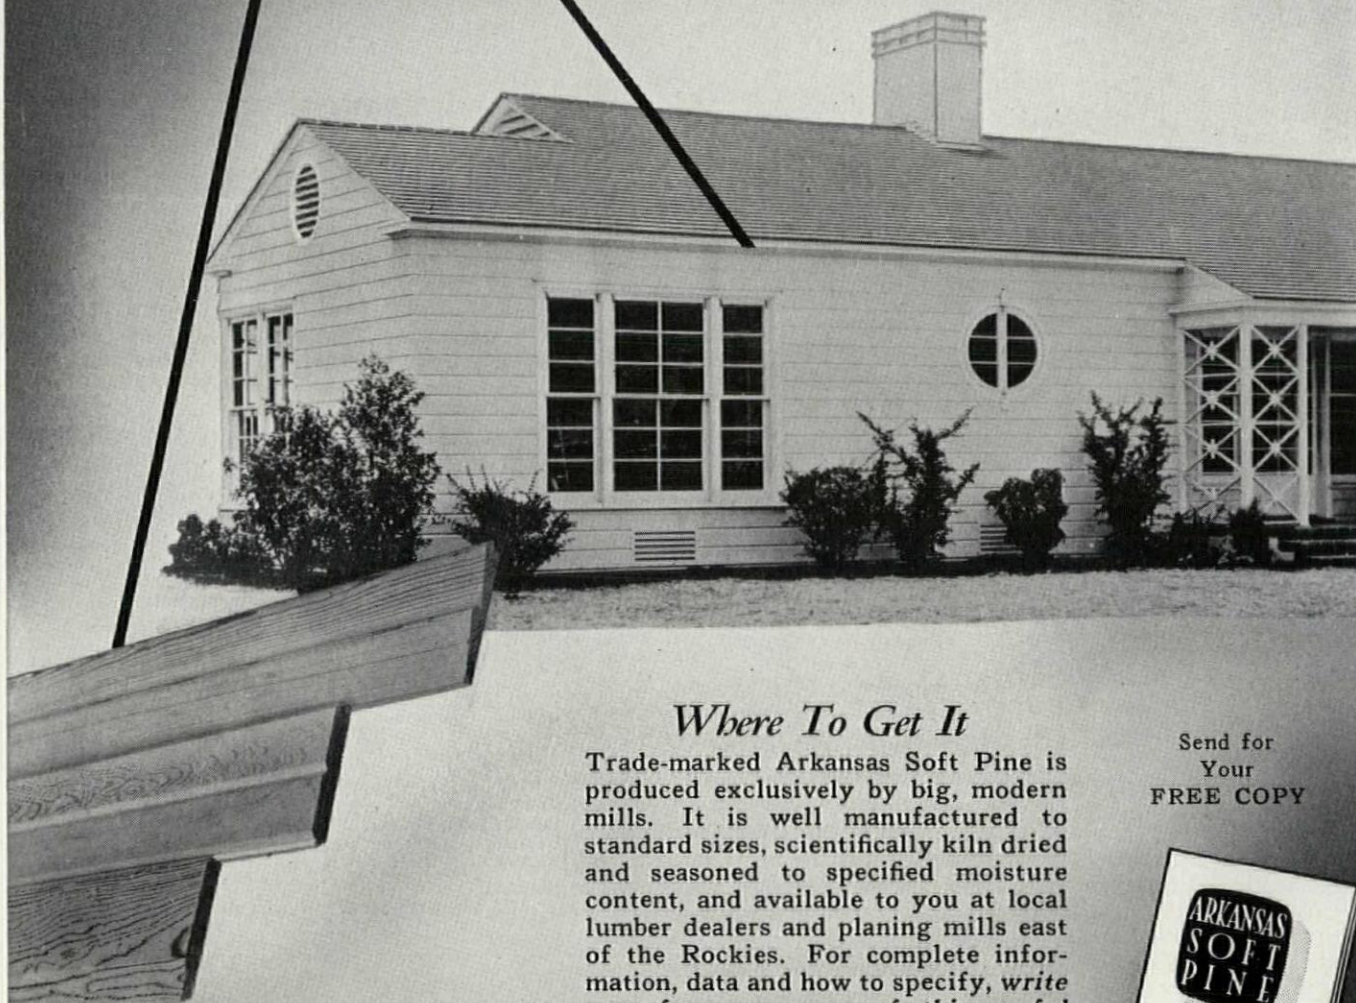 Where To Get It
Trade-marked Arkansas Soft Pine is
produced exclusively by big, modern
mills. It is well manufactured to
standard sizes, scientifically kiln dried
and seasoned to specified moisture
content, and available to you at local
lumber dealers and planing mills east
of the Rockies. For complete infor-
mation, data and how to specify, write
Send for
Your
FREE COPY
ARKANSAS
SOFT
PINE